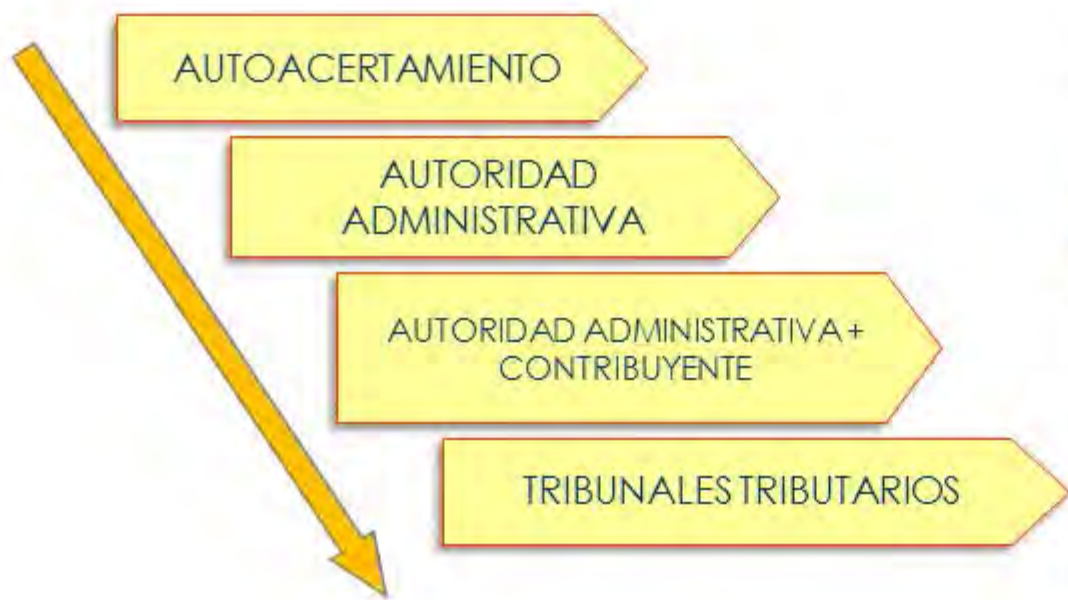 AUTOACERTAMIENTO
AUTORIDAD
ADMINISTRATIVA
AUTORIDAD ADMINISTRATIVA +
CONTRIBUYENTE
TRIBUNALES TRIBUTARIOS